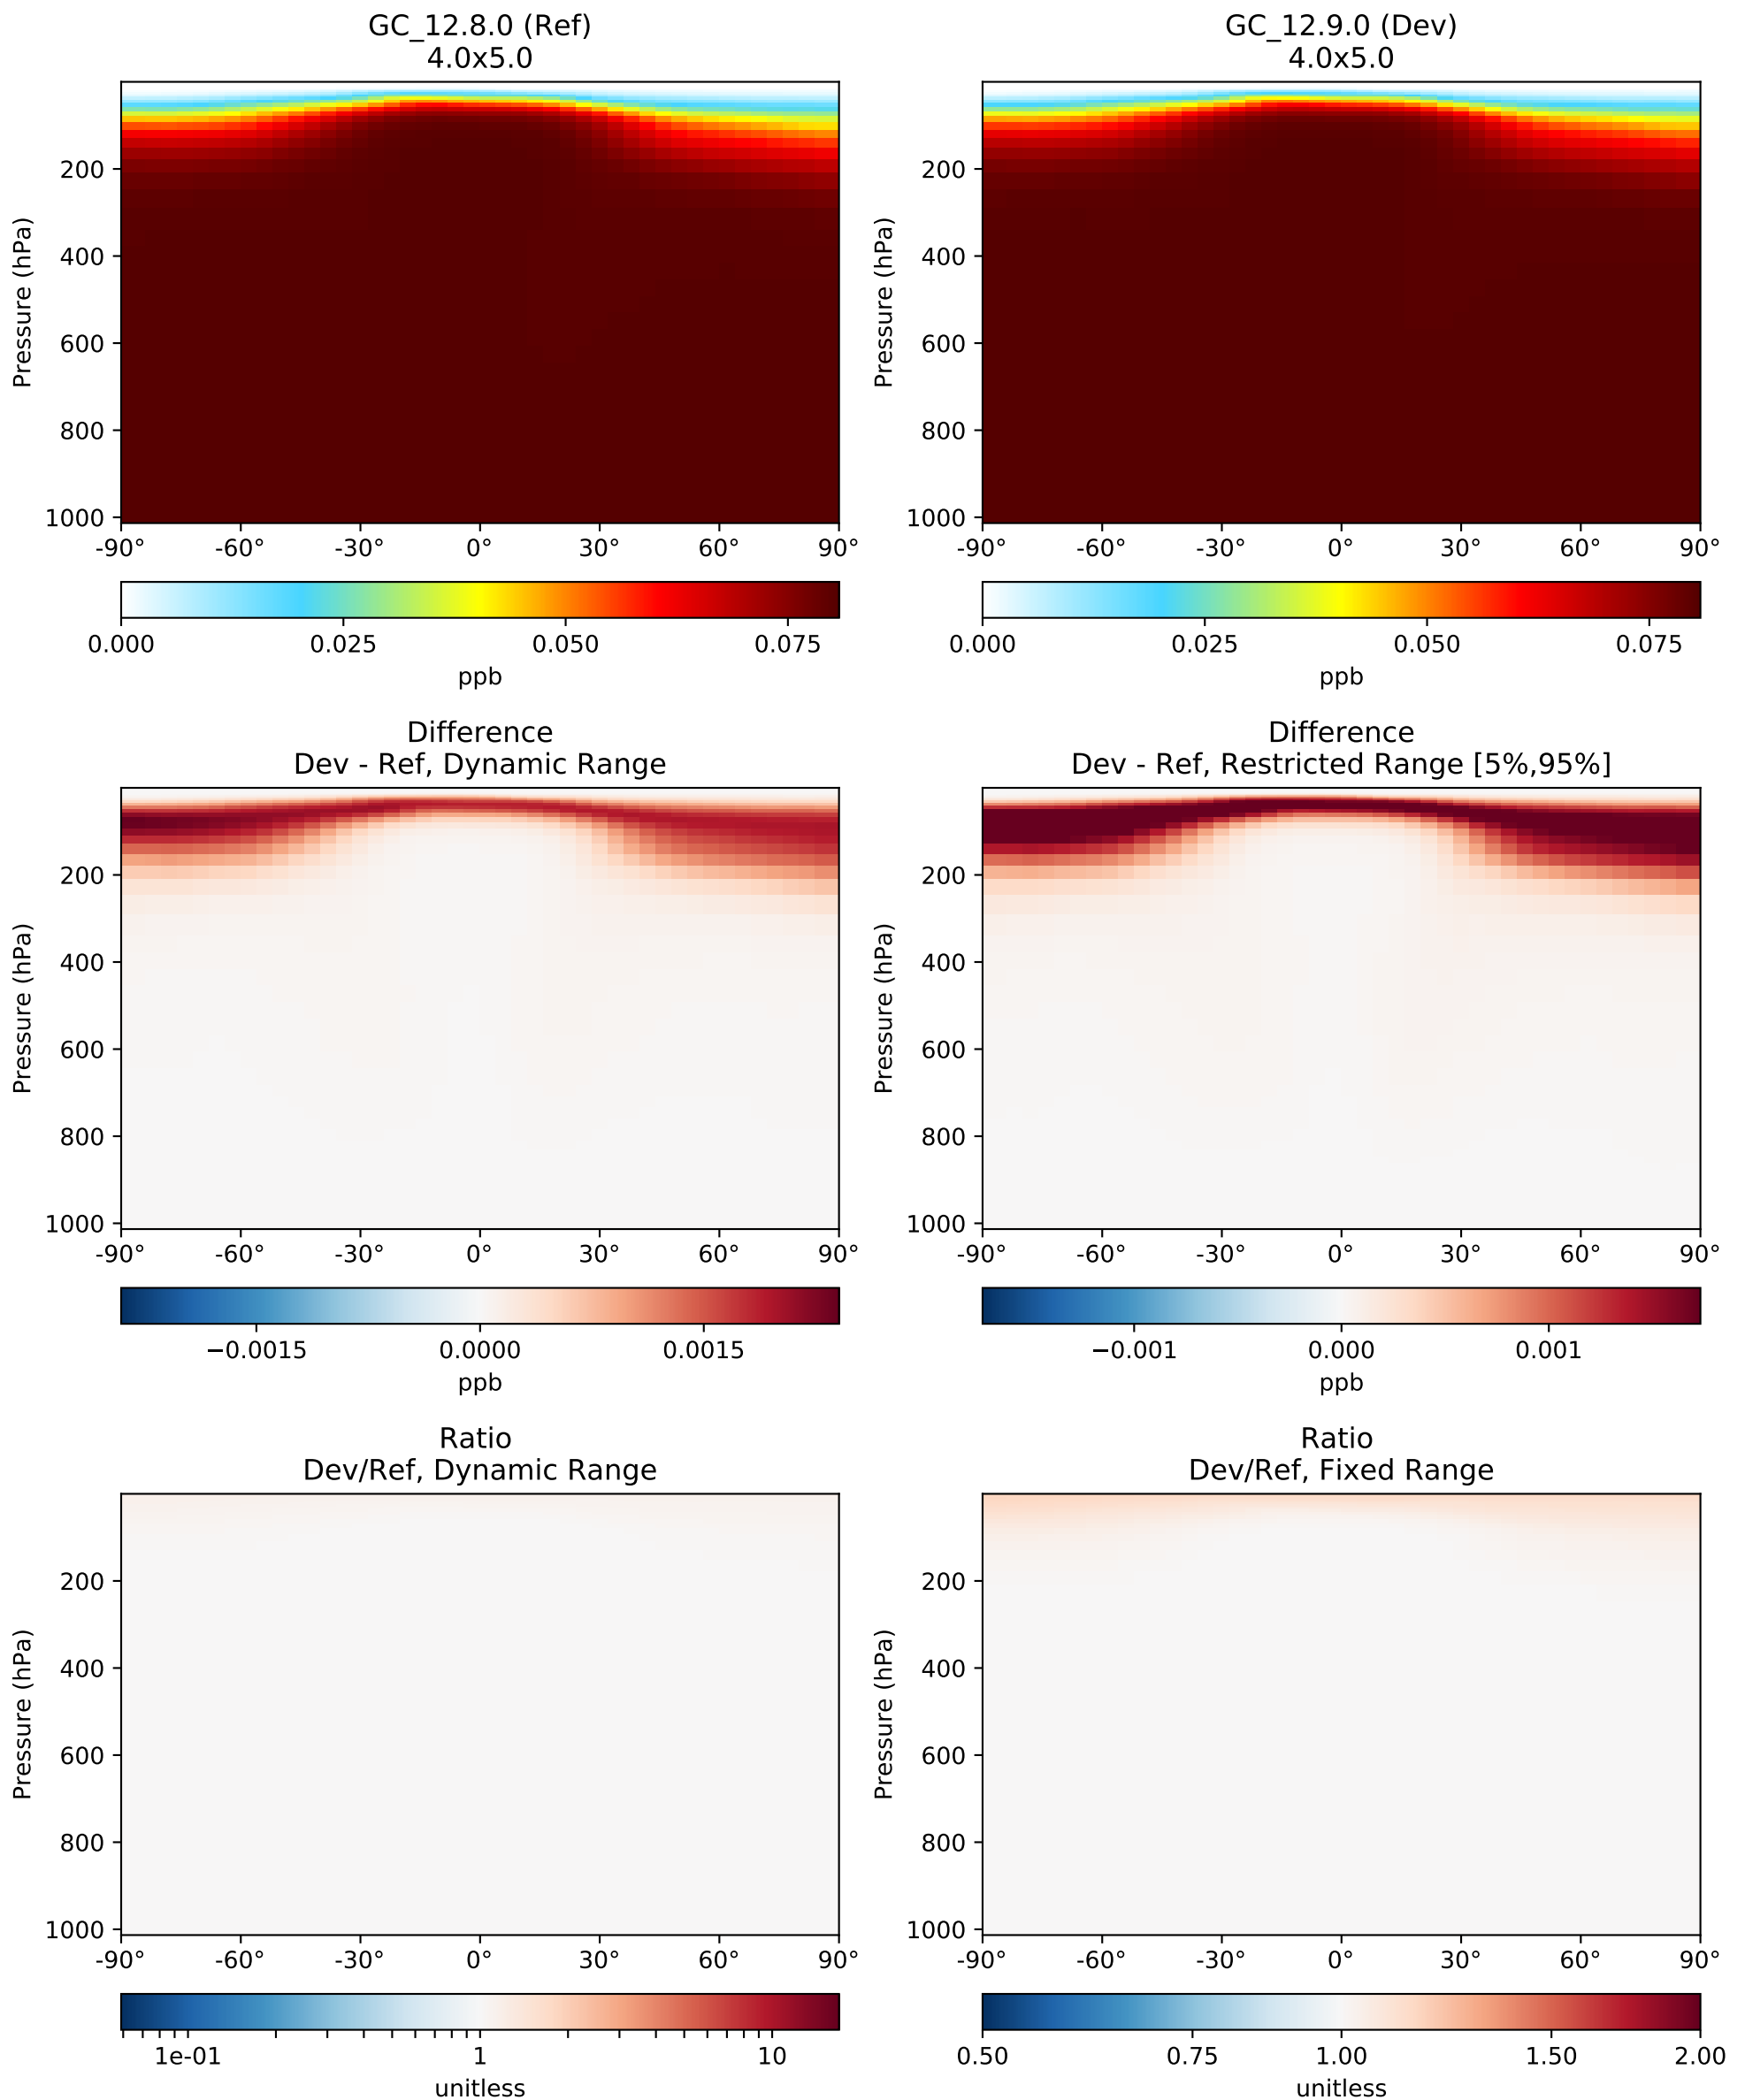 GC_12.8.0 (Ref)
4.0x5.0
Pressure (hPa)
200
400
600
800
1000
-90° -60° -30° 0° 30° 60° 90°
0.000 0.025 0.050 0.075
ppb
GC_12.9.0 (Dev)
4.0x5.0
Pressure (hPa)
200
400
600
800
1000
-90° -60° -30° 0° 30° 60° 90°
0.000 0.025 0.050 0.075
ppb
Difference
Dev - Ref, Dynamic Range
Pressure (hPa)
200
400
600
800
1000
-90° -60° -30° 0° 30° 60° 90°
−0.0015 0.0000 0.0015
ppb
Difference
Dev - Ref, Restricted Range [5%,95%]
Pressure (hPa)
200
400
600
800
1000
-90° -60° -30° 0° 30° 60° 90°
−0.001 0.000 0.001
ppb
Ratio
Dev/Ref, Dynamic Range
Pressure (hPa)
200
400
600
800
1000
-90° -60° -30° 0° 30° 60° 90°
1e-01 1 10
unitless
Ratio
Dev/Ref, Fixed Range
Pressure (hPa)
200
400
600
800
1000
-90° -60° -30° 0° 30° 60° 90°
0.50 0.75 1.00 1.50 2.00
unitless